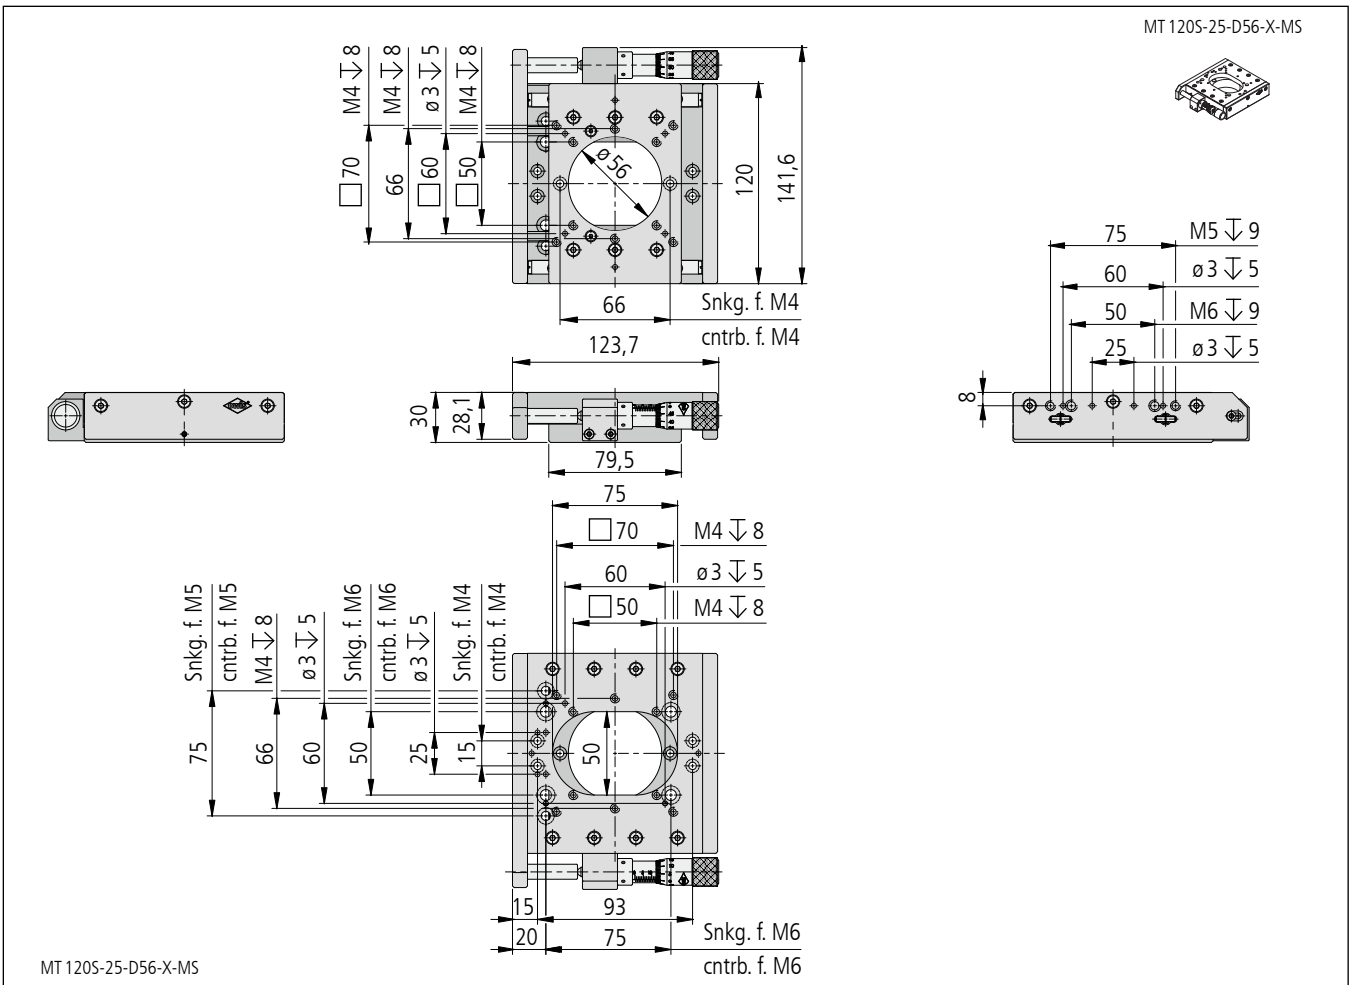 MT 120S-25-D56-X-MS
M4 ↧ 8
M4 ↧ 8
ø 3 ↧ 5
M4 ↧ 8
□ 70
66
□ 60
□ 50
ø 56
120
141,6
66
Snkg. f. M4
cntrb. f. M4
123,7
75
M5 ↧ 9
60
ø 3 ↧ 5
50
M6 ↧ 9
25
ø 3 ↧ 5
8
30
28,1
79,5
75
□ 70
M4 ↧ 8
60
ø 3 ↧ 5
□ 50
M4 ↧ 8
Snkg. f. M5
cntrb. f. M5
M4 ↧ 8
ø 3 ↧ 5
Snkg. f. M6
cntrb. f. M6
ø 3 ↧ 5
Snkg. f. M4
cntrb. f. M4
75
66
60
50
25
15
50
15
93
20
75
Snkg. f. M6
cntrb. f. M6
MT 120S-25-D56-X-MS